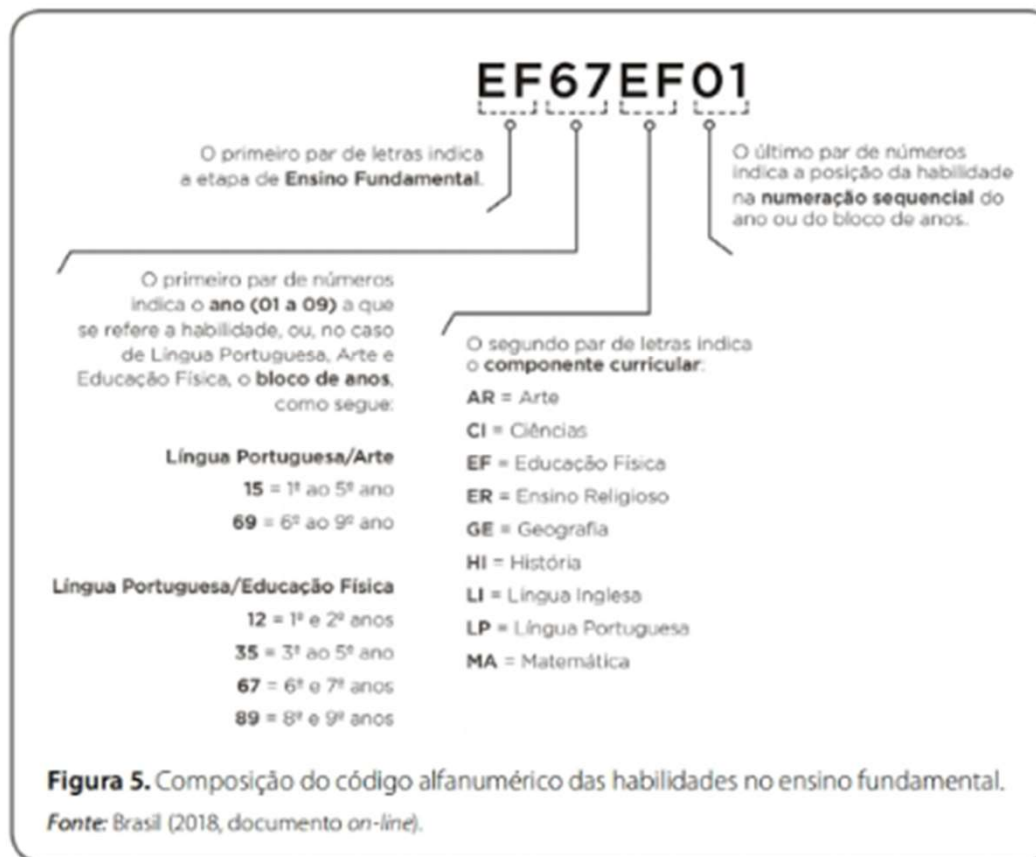 EF67EF01
O primeiro par de letras indica
a etapa de Ensino Fundamental.
O último par de números
indica a posição da habilidade
na numeração sequencial do
ano ou do bloco de anos.
O primeiro par de números
indica o ano (01 a 09) a que
se refere a habilidade, ou, no caso
de Língua Portuguesa, Arte e
Educação Física, o bloco de anos,
como segue:
Língua Portuguesa/Arte
15 = 1º ao 5º ano
69 = 6º ao 9º ano
Língua Portuguesa/Educação Física
12 = 1º e 2º anos
35 = 3º ao 5º ano
67 = 6º e 7º anos
89 = 8º e 9º anos
O segundo par de letras indica
o componente curricular:
AR = Arte
CI = Ciências
EF = Educação Física
ER = Ensino Religioso
GE = Geografia
HI = História
LI = Língua Inglesa
LP = Língua Portuguesa
MA = Matemática
Figura 5. Composição do código alfanumérico das habilidades no ensino fundamental.
Fonte: Brasil (2018, documento on-line).